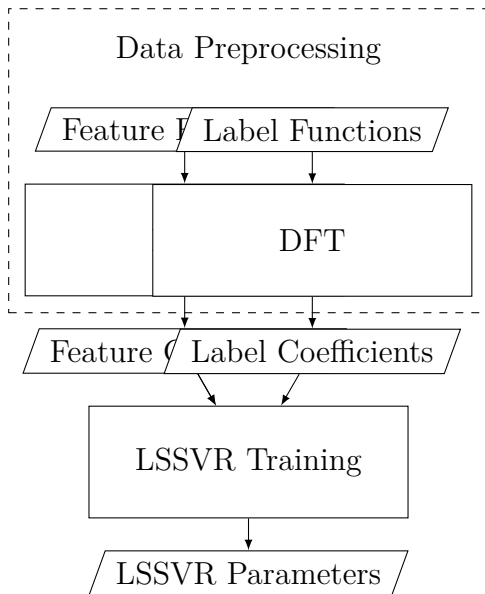 Data Preprocessing
Feature
Label Functions
DFT
Feature
Label Coefficients
LSSVR Training
LSSVR Parameters